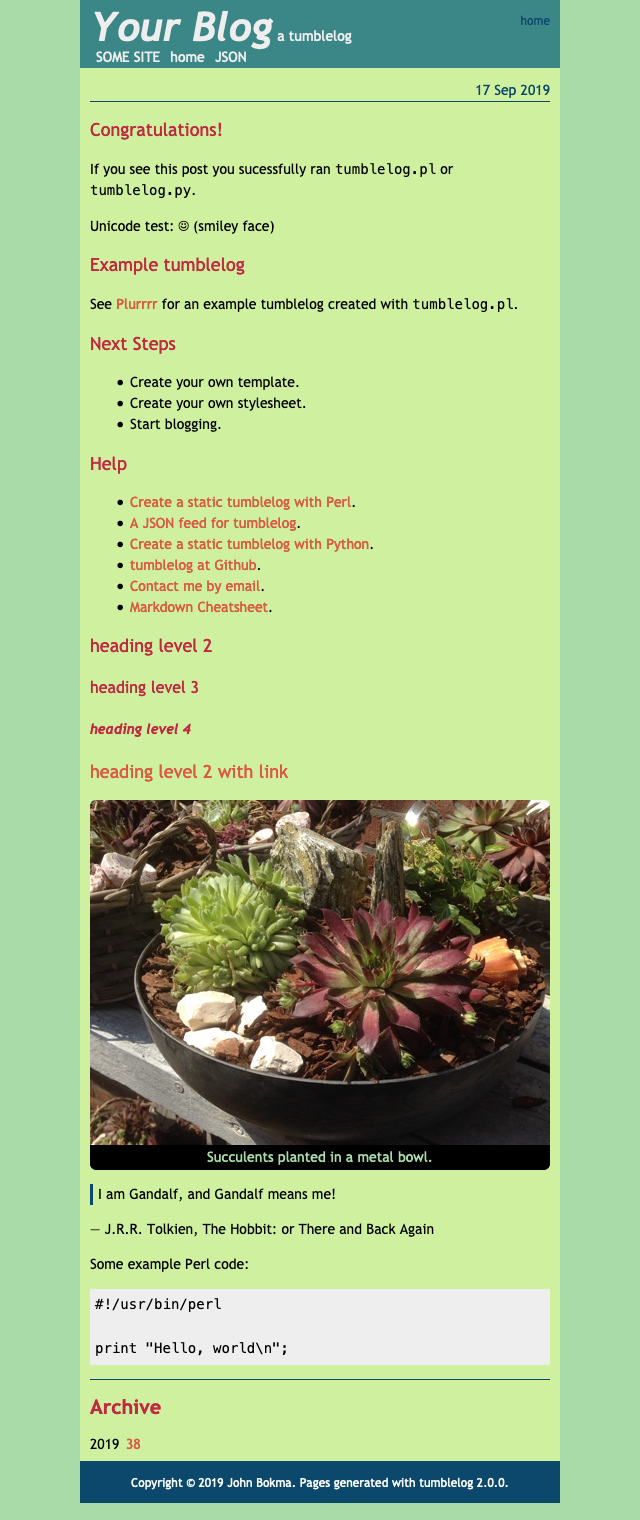 Your Blog a tumblelog
home
SOME SITE home JSON
17 Sep 2019
Congratulations!
If you see this post you sucessfully ran tumblelog.pl or
tumblelog.py.
Unicode test: ☺ (smiley face)
Example tumblelog
See Plurrrr for an example tumblelog created with tumblelog.pl.
Next Steps
• Create your own template.
• Create your own stylesheet.
• Start blogging.
Help
• Create a static tumblelog with Perl.
• A JSON feed for tumblelog.
• Create a static tumblelog with Python.
• tumblelog at Github.
• Contact me by email.
• Markdown Cheatsheet.
heading level 2
heading level 3
heading level 4
heading level 2 with link
Succulents planted in a metal bowl.
I am Gandalf, and Gandalf means me!
— J.R.R. Tolkien, The Hobbit: or There and Back Again
Some example Perl code:
#!/usr/bin/perl
print "Hello, world\n";
Archive
2019 38
Copyright © 2019 John Bokma. Pages generated with tumblelog 2.0.0.